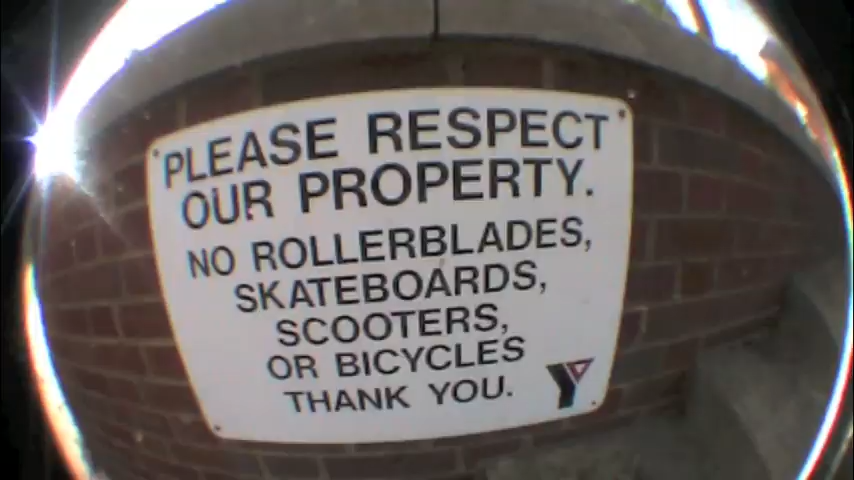 PLEASE RESPECT
OUR PROPERTY.
NO ROLLERBLADES,
SKATEBOARDS,
SCOOTERS,
OR BICYCLES
THANK YOU.
Y